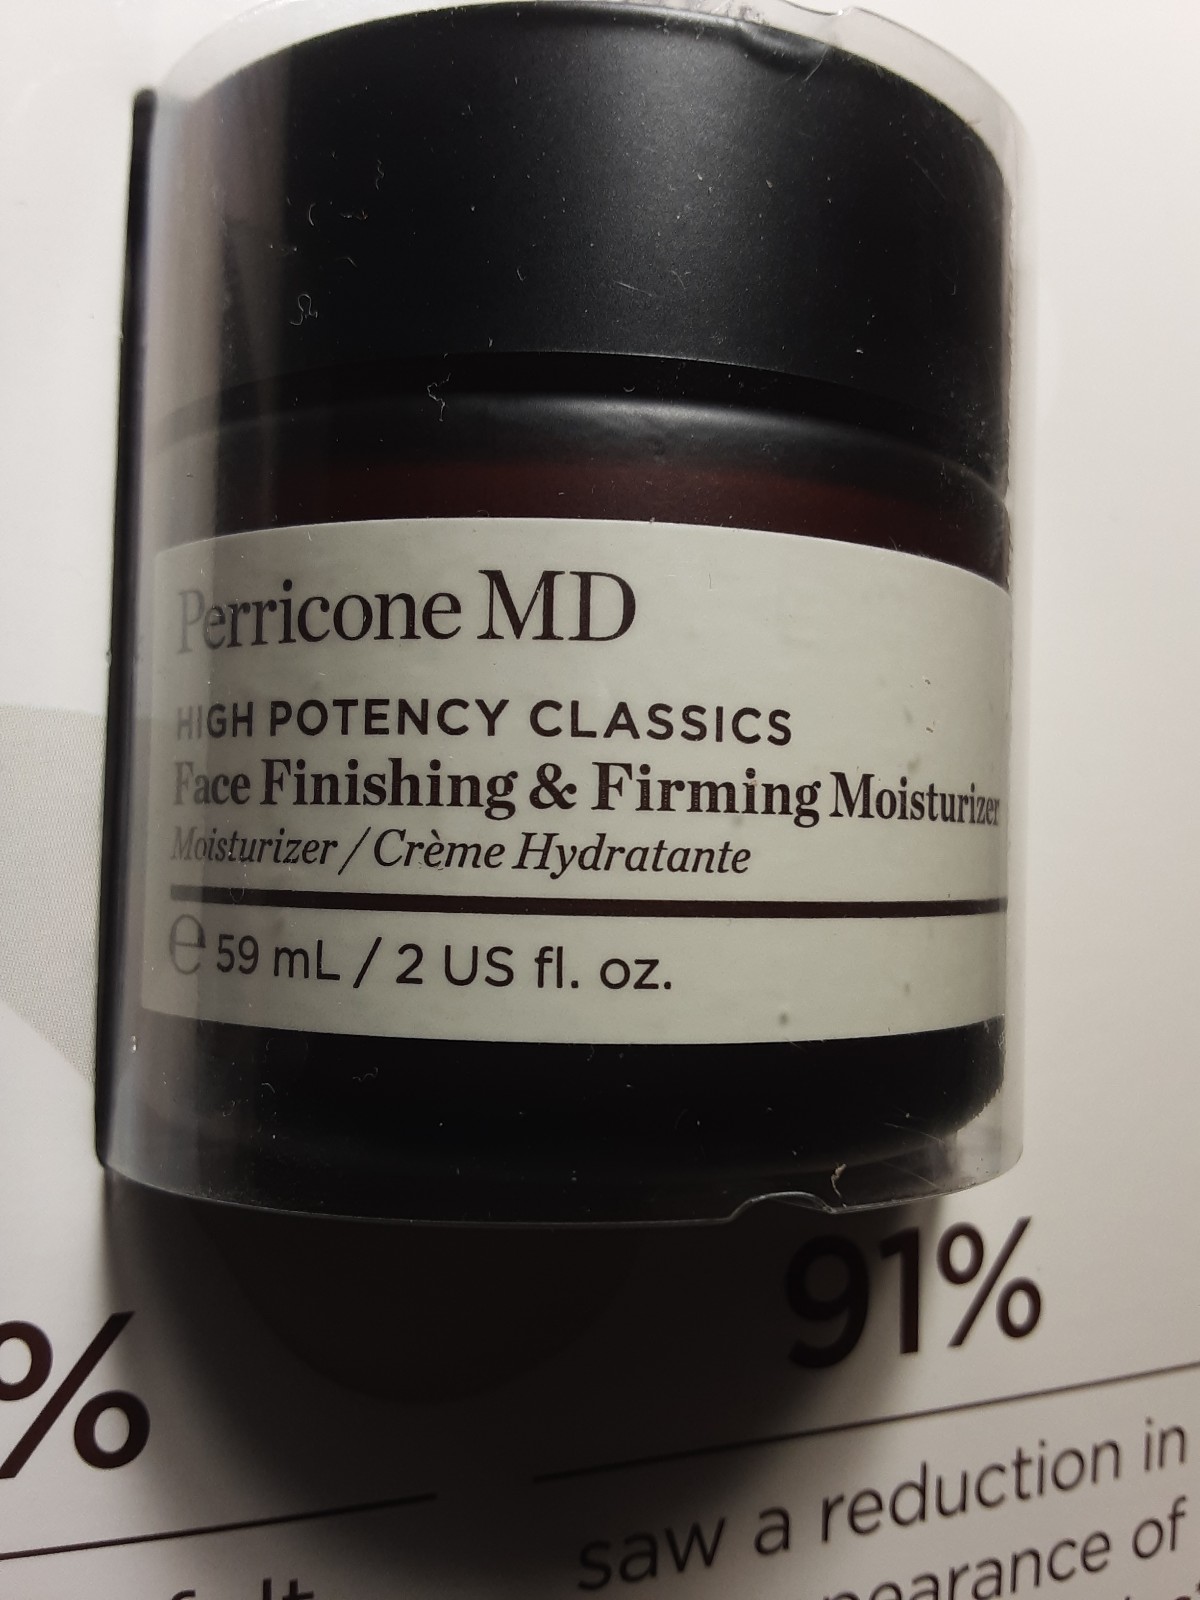 Perricone MD
HIGH POTENCY CLASSICS
Face Finishing & Firming Moisturizer
Moisturizer / Crème Hydratante
℮ 59 mL / 2 US fl. oz.
91%
%
saw a reduction in
of